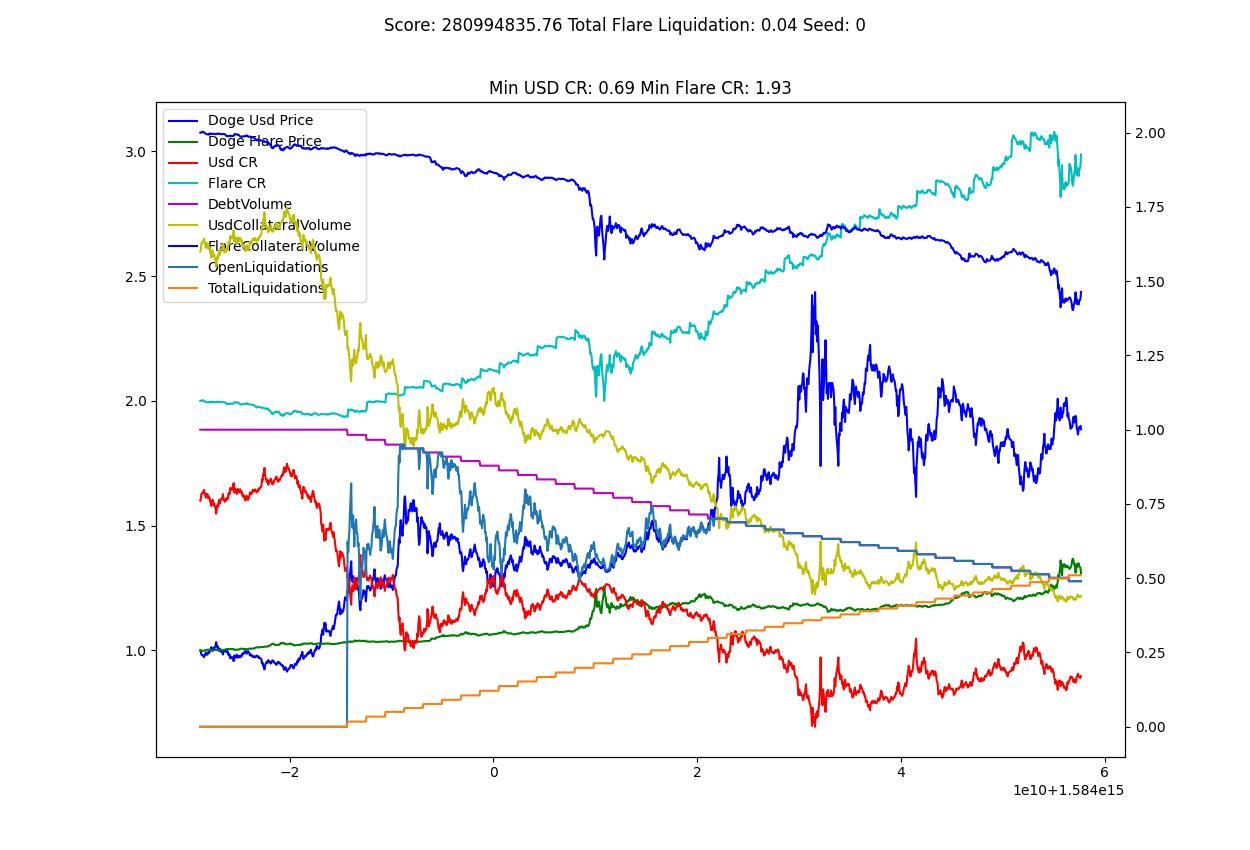 Score: 280994835.76 Total Flare Liquidation: 0.04 Seed: 0
Min USD CR: 0.69 Min Flare CR: 1.93
Doge Usd Price
Doge Flare Price
Usd CR
Flare CR
DebtVolume
UsdCollateralVolume
FlareCollateralVolume
OpenLiquidations
TotalLiquidations
3.0
2.5
2.0
1.5
1.0
2.00
1.75
1.50
1.25
1.00
0.75
0.50
0.25
0.00
−2 0 2 4 6
1e10+1.584e15